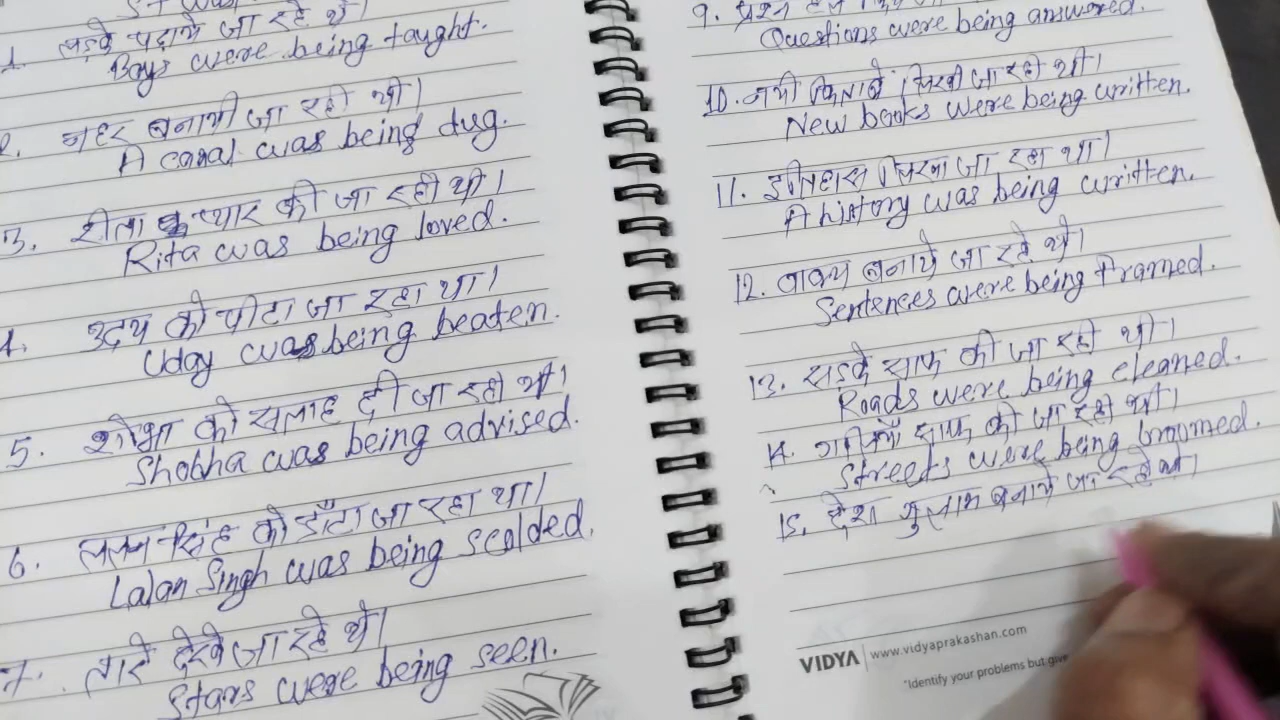 1. लड़के पढ़ाये जा रहे थे।
Boys were being taught.
2. नहर बनायी जा रही थी।
A canal was being dug.
3. रीता प्यार की जा रही थी।
Rita was being loved.
4. उदय को पीटा जा रहा था।
Uday was being beaten.
5. शोभा को सलाह दी जा रही थी।
Shobha was being advised.
6. ललन सिंह को डाँटा जा रहा था।
Lalan Singh was being scolded.
7. तारे देखे जा रहे थे।
Stars were being seen.
9. प्रश्न
Questions were being answered.
10. नयी किताबें लिखी जा रही थी।
New books were being written.
11. इतिहास लिखा जा रहा था।
A history was being written.
12. वाक्य बनाये जा रहे थे।
Sentences were being framed.
13. सड़के साफ की जा रही थी।
Roads were being cleaned.
14. गलियाँ साफ की जा रही थी।
Streets were being broomed.
15. देश गुलाम बनाये जा रहे थे।
VIDYA | www.vidyaprakashan.com
"Identify your problems but give